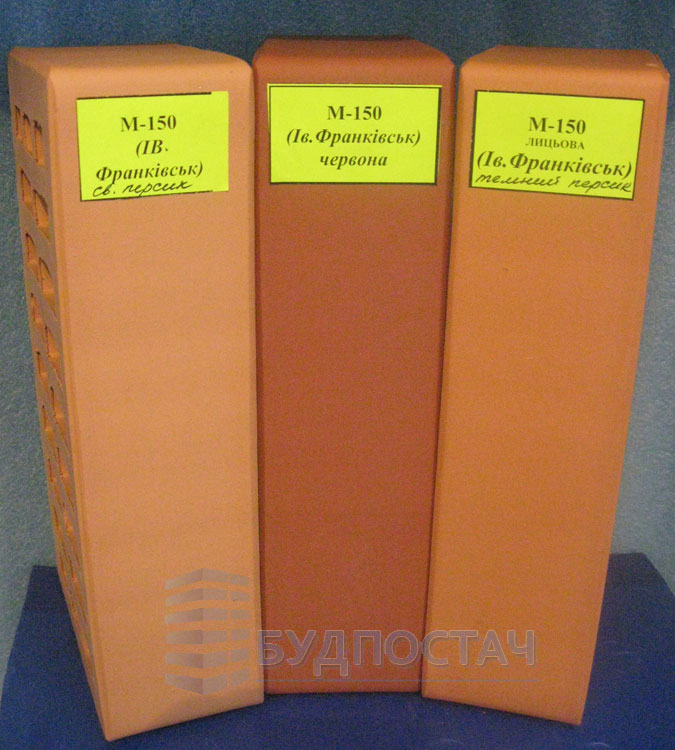 М-150
(ІВ.
Франківськ)
св. персик
М-150
(Ів.Франківськ)
червона
М-150
ЛИЦЬОВА
(Ів.Франківськ)
темний персик
БУДПОСТАЧ